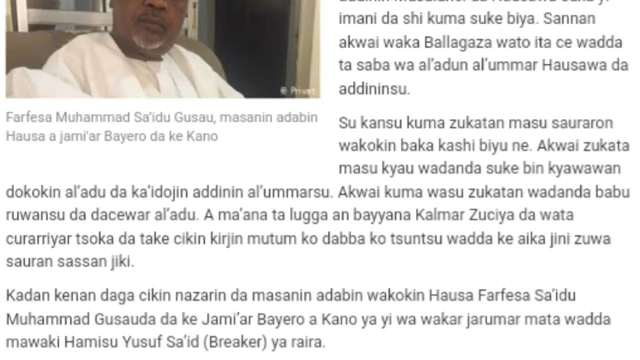 imani da shi kuma suke biya. Sannan
akwai waka Ballagaza wato ita ce wadda
ta saba wa al’adun al’ummar Hausawa da
addininsu.
© Privat
Farfesa Muhammad Sa’idu Gusau, masanin adabin
Hausa a jami'ar Bayero da ke Kano
Su kansu kuma zukatan masu sauraron
wakokin baka kashi biyu ne. Akwai zukata
masu kyau wadanda suke bin kyawawan
dokokin al’adu da ka’idojin addinin al’ummarsu. Akwai kuma wasu zukatan wadanda babu
ruwansu da dacewar al’adu. A ma’ana ta lugga an bayyana Kalmar Zuciya da wata
curarriyar tsoka da take cikin kirjin mutum ko dabba ko tsuntsu wadda ke aika jini zuwa
sauran sassan jiki.
Kadan kenan daga cikin nazarin da masanin adabin wakokin Hausa Farfesa Sa’idu
Muhammad Gusauda da ke Jami’ar Bayero a Kano ya yi wa wakar jarumar mata wadda
mawaki Hamisu Yusuf Sa’id (Breaker) ya raira.